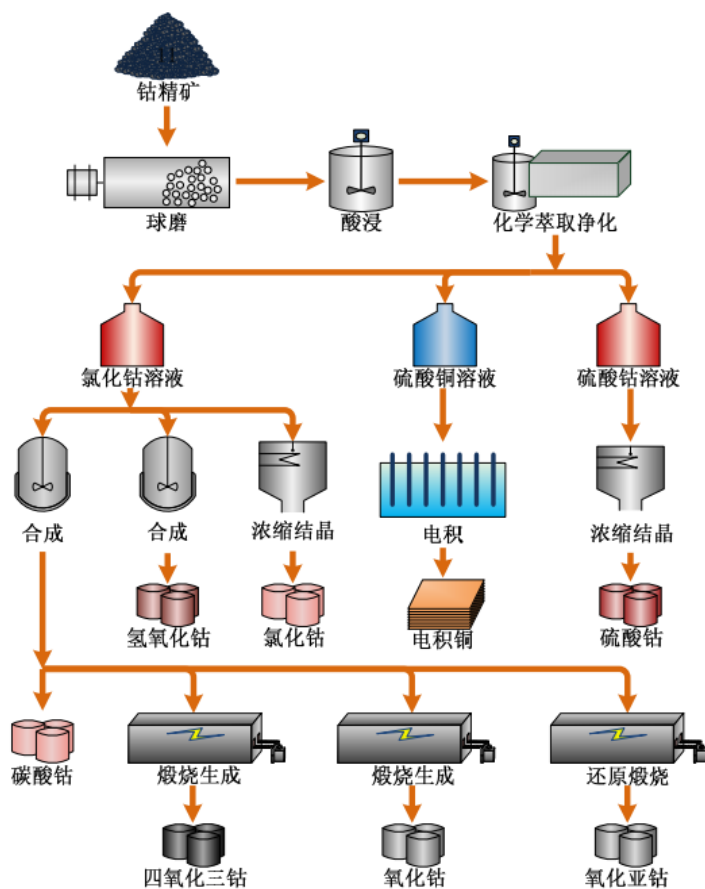 钴精矿
球磨
酸浸
化学萃取净化
氯化钴溶液
硫酸铜溶液
硫酸钴溶液
合成
合成
浓缩结晶
电积
浓缩结晶
氢氧化钴
氯化钴
电积铜
硫酸钴
碳酸钴
煅烧生成
煅烧生成
还原煅烧
四氧化三钴
氧化钴
氧化亚钴